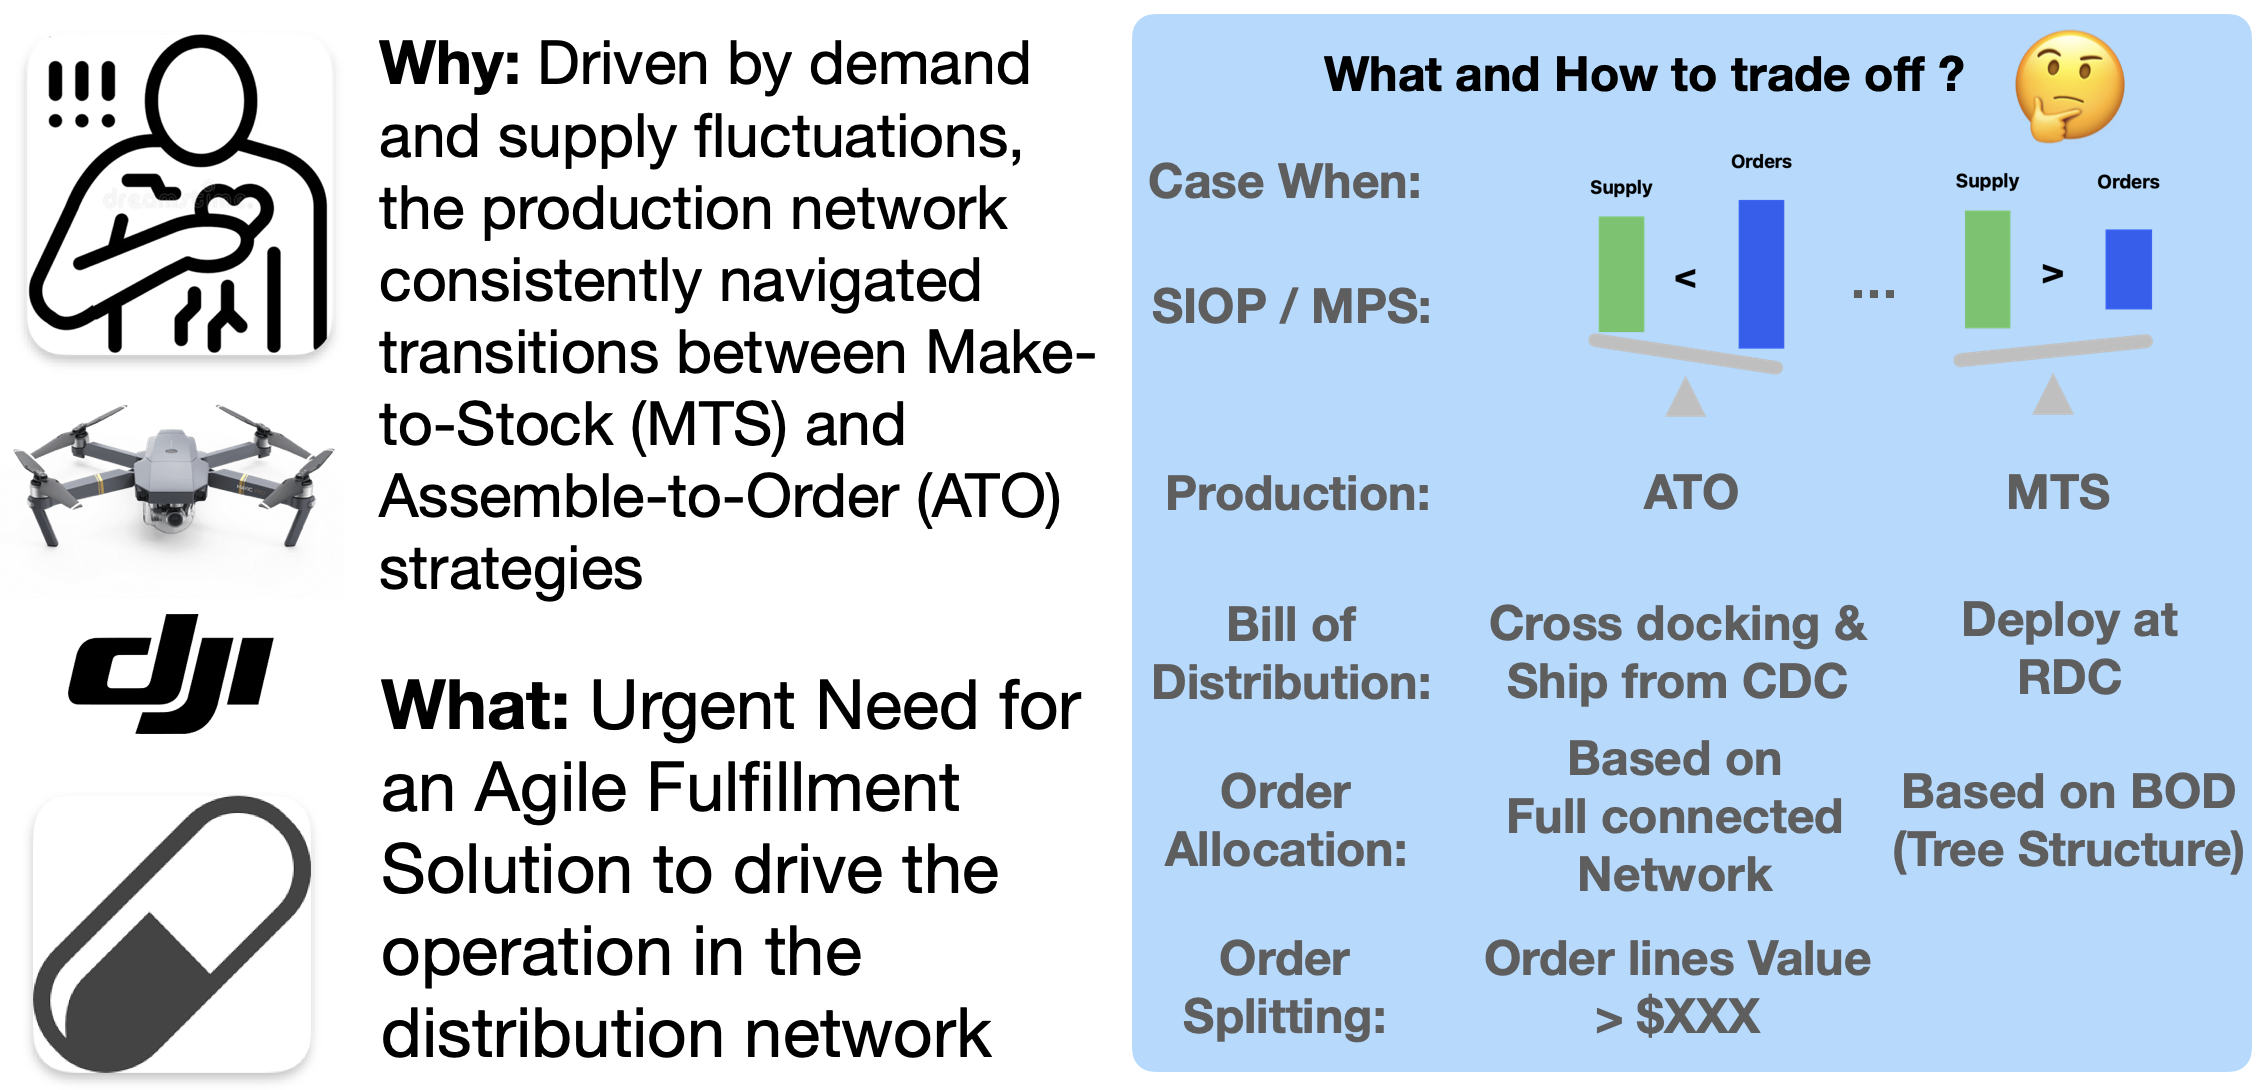 Why: Driven by demand
and supply fluctuations,
the production network
consistently navigated
transitions between Make-
to-Stock (MTS) and
Assemble-to-Order (ATO)
strategies
dji
What: Urgent Need for
an Agile Fulfillment
Solution to drive the
operation in the
distribution network
What and How to trade off ?
Case When:
Supply
Orders
Supply
Orders
SIOP / MPS:
<
...
>
Production:
ATO
MTS
Bill of
Distribution:
Cross docking &
Ship from CDC
Deploy at
RDC
Order
Allocation:
Based on
Full connected
Network
Based on BOD
(Tree Structure)
Order
Splitting:
Order lines Value
> $XXX